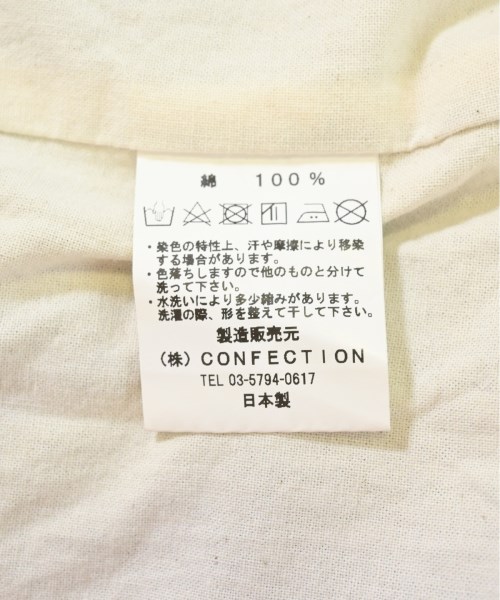 綿 100%
・染色の特性上、汗や摩擦により移染
する場合があります。
・色落ちしますので他のものと分けて
洗って下さい。
・水洗いにより多少縮みがあります。
洗濯の際、形を整えて干して下さい。
製造販売元
(株) CONFECTION
TEL 03-5794-0617
日本製